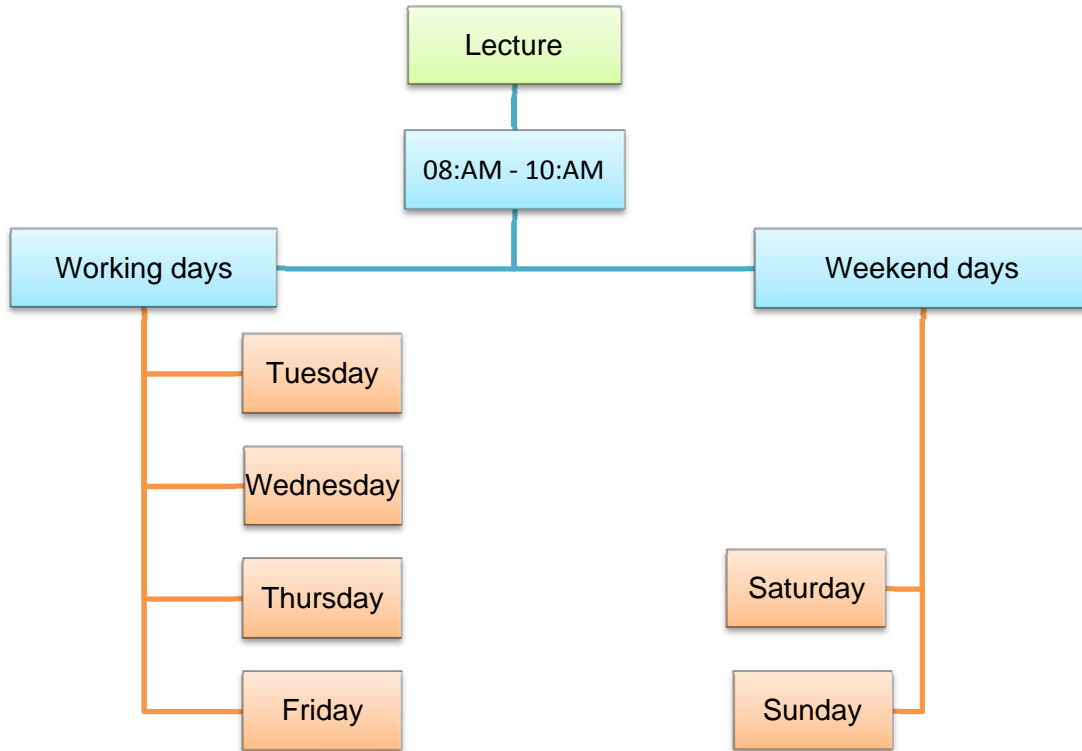 Lecture
08:AM - 10:AM
Working days
Weekend days
Tuesday
Wednesday
Thursday
Friday
Saturday
Sunday